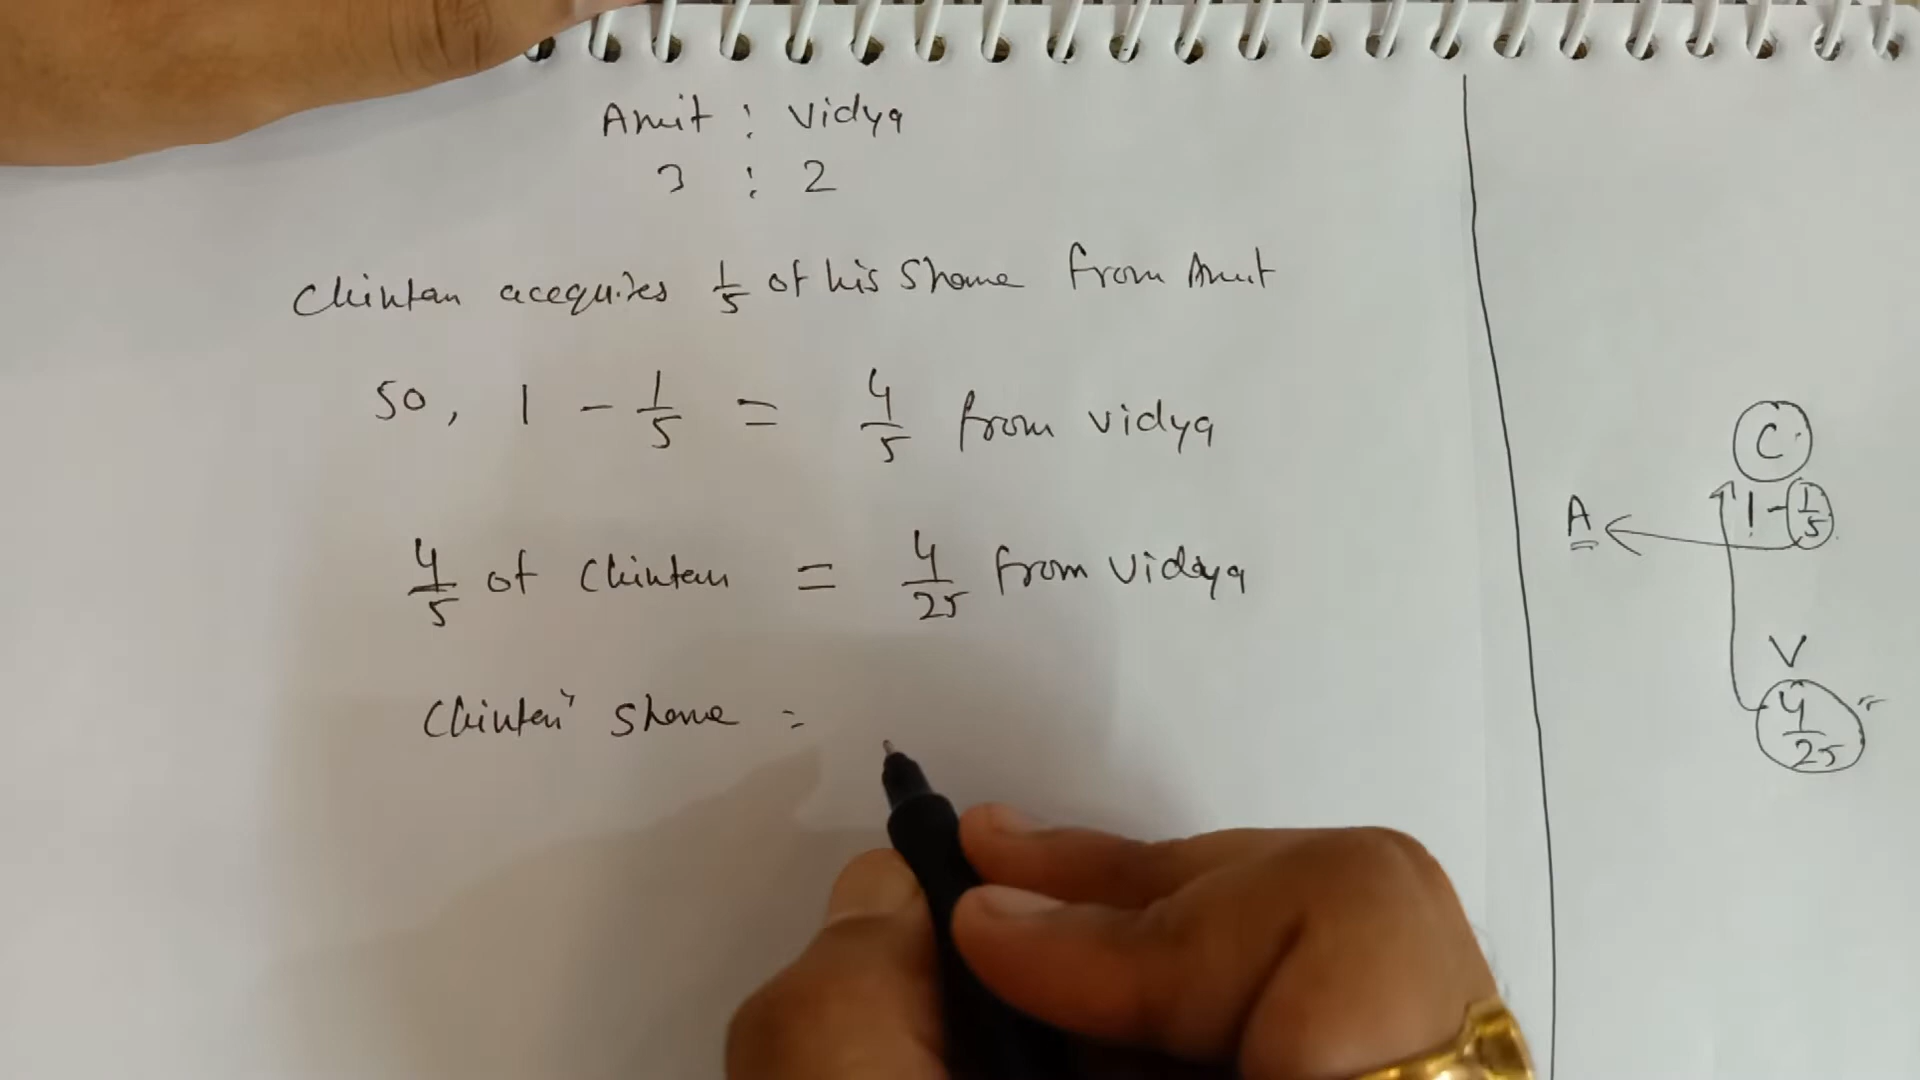 Amit : Vidya
3 : 2
Chintan acequires 1/5 of his Share from Amit
So, 1 - 1/5 = 4/5 from vidya
4/5 of Chintan = 4/25 from vidya
Chintan' Share =
C
1 - 1/5
A
V
4/25